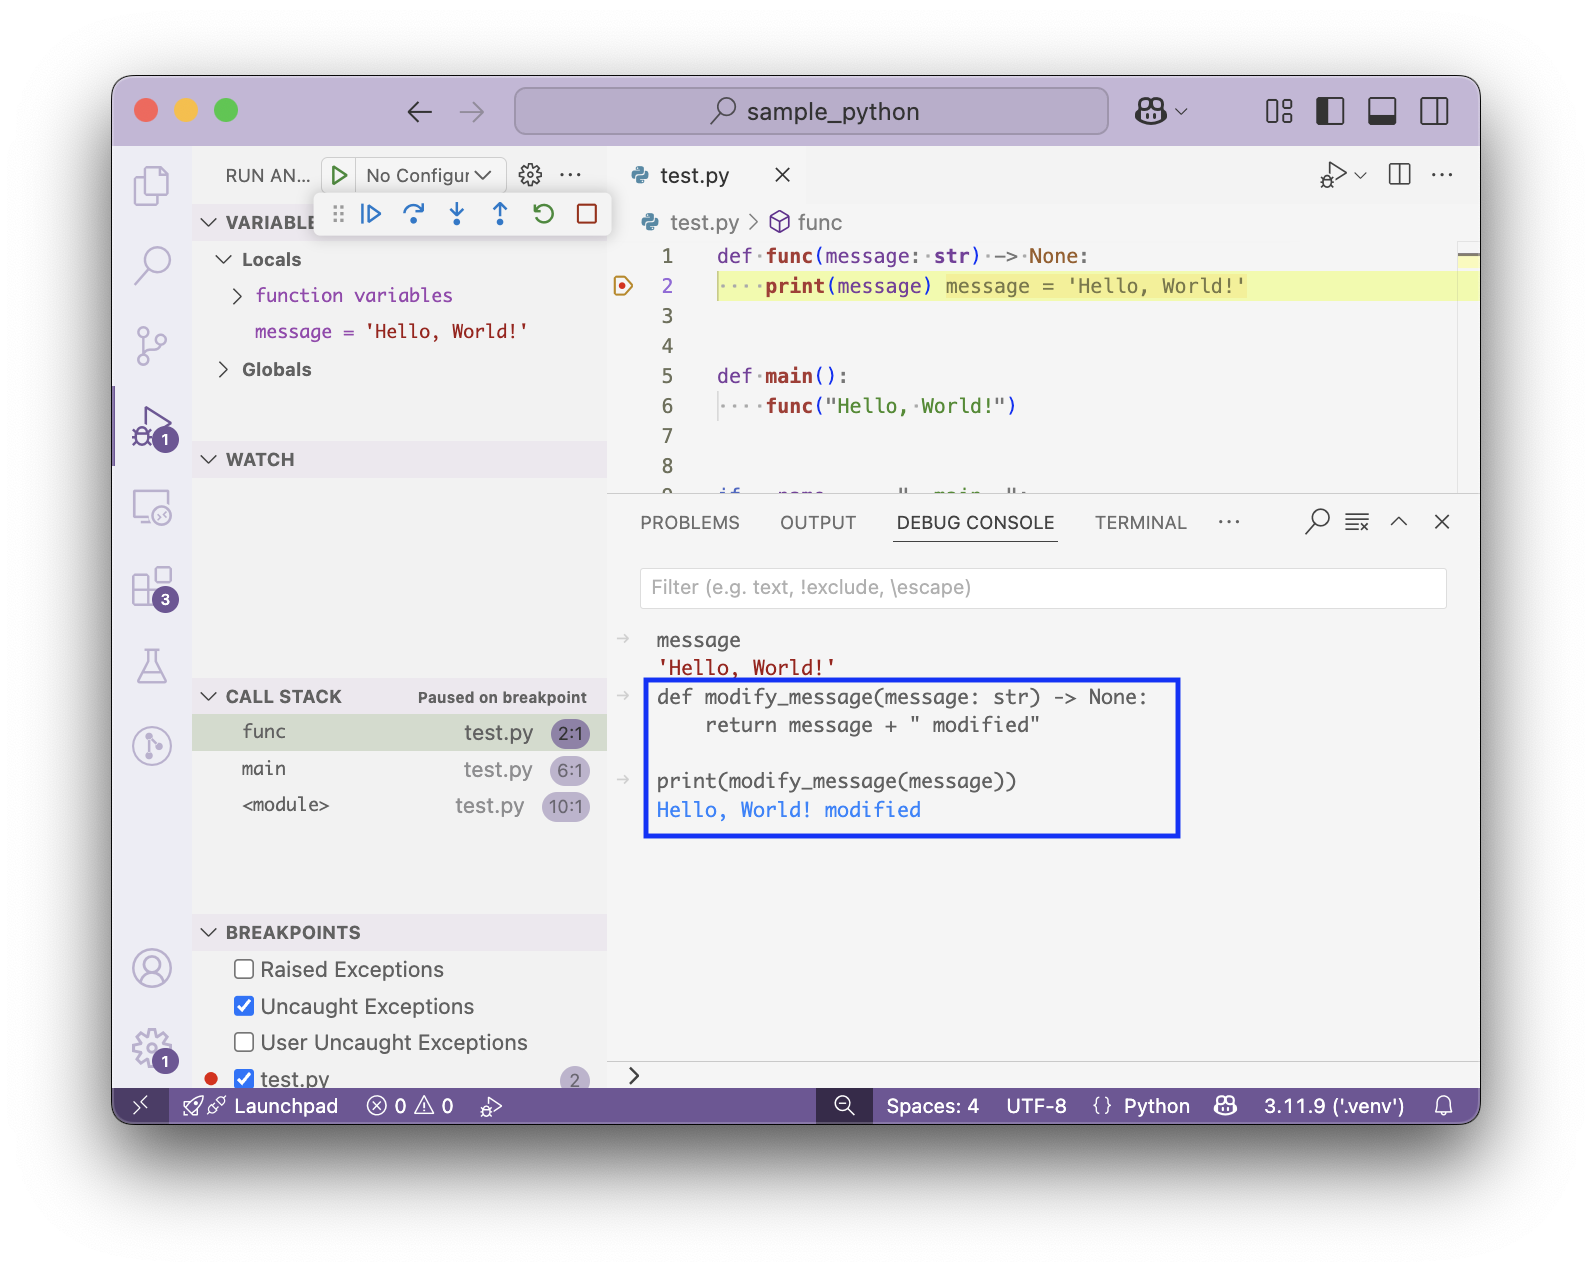 sample_python
RUN AN...
No Configur
test.py
VARIABLE
Locals
function variables
message = 'Hello, World!'
Globals
WATCH
CALL STACK
Paused on breakpoint
func test.py 2:1
main test.py 6:1
<module> test.py 10:1
BREAKPOINTS
Raised Exceptions
Uncaught Exceptions
User Uncaught Exceptions
test.py 2
1
3
1
test.py > func
1 def func(message: str) -> None:
2 print(message) message = 'Hello, World!'
3
4
5 def main():
6 func("Hello, World!")
7
8
PROBLEMS OUTPUT DEBUG CONSOLE TERMINAL ...
Filter (e.g. text, !exclude, \escape)
message
'Hello, World!'
def modify_message(message: str) -> None:
return message + " modified"
print(modify_message(message))
Hello, World! modified
Launchpad 0 0 Spaces: 4 UTF-8 {} Python 3.11.9 ('.venv')